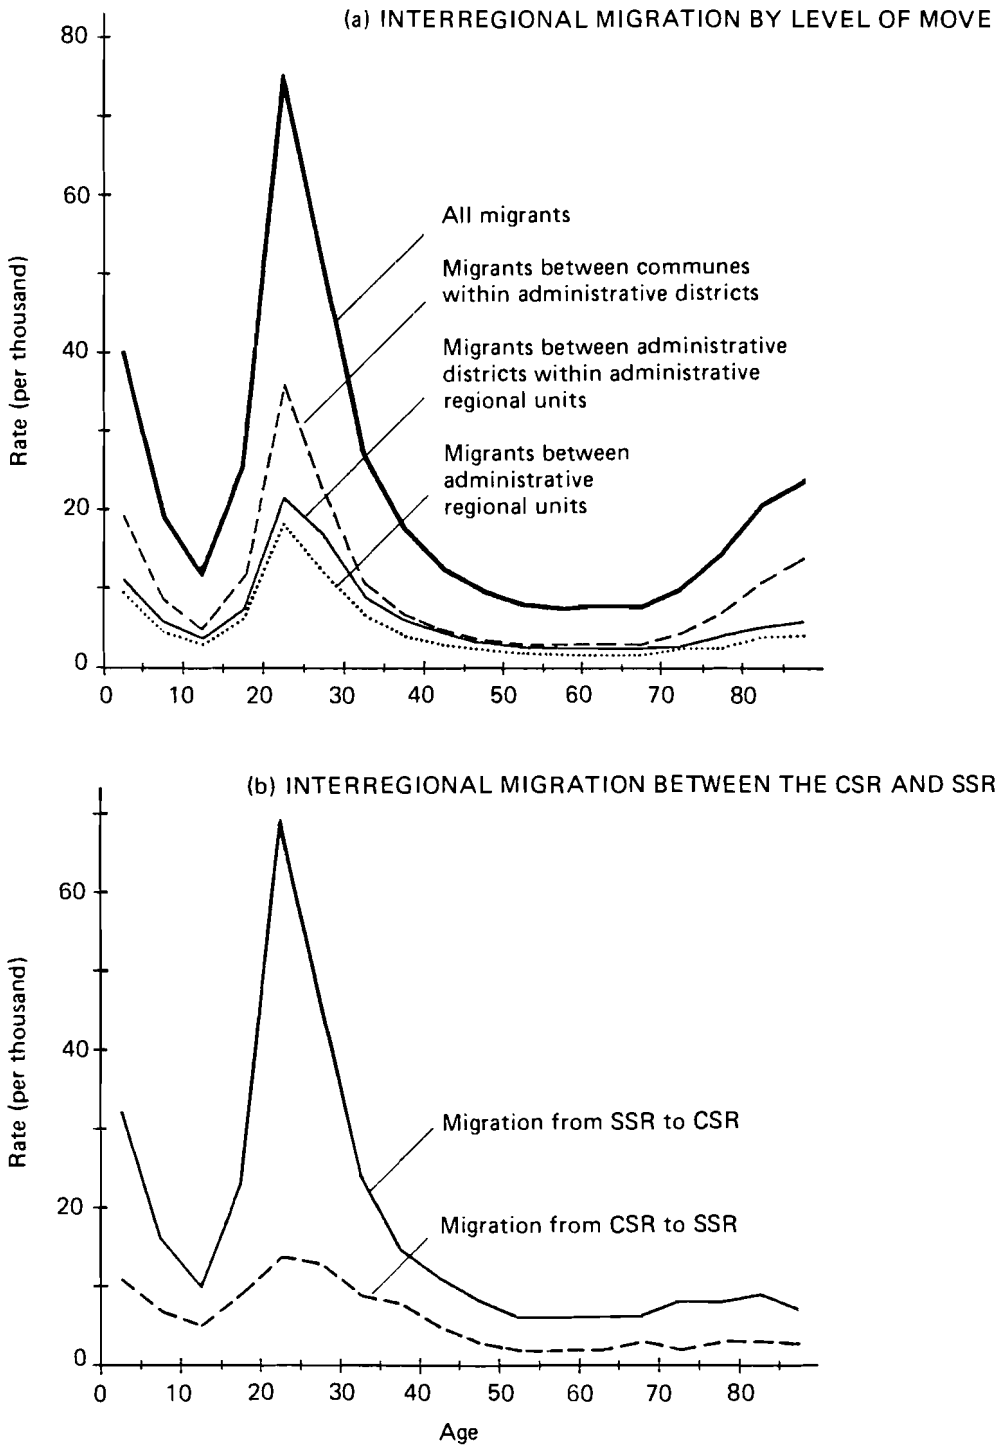 (a) INTERREGIONAL MIGRATION BY LEVEL OF MOVE
80
60
40
20
0
Rate (per thousand)
All migrants
Migrants between communes
within administrative districts
Migrants between administrative
districts within administrative
regional units
Migrants between
administrative
regional units
0 10 20 30 40 50 60 70 80
(b) INTERREGIONAL MIGRATION BETWEEN THE CSR AND SSR
60
40
20
0
Rate (per thousand)
Migration from SSR to CSR
Migration from CSR to SSR
0 10 20 30 40 50 60 70 80
Age